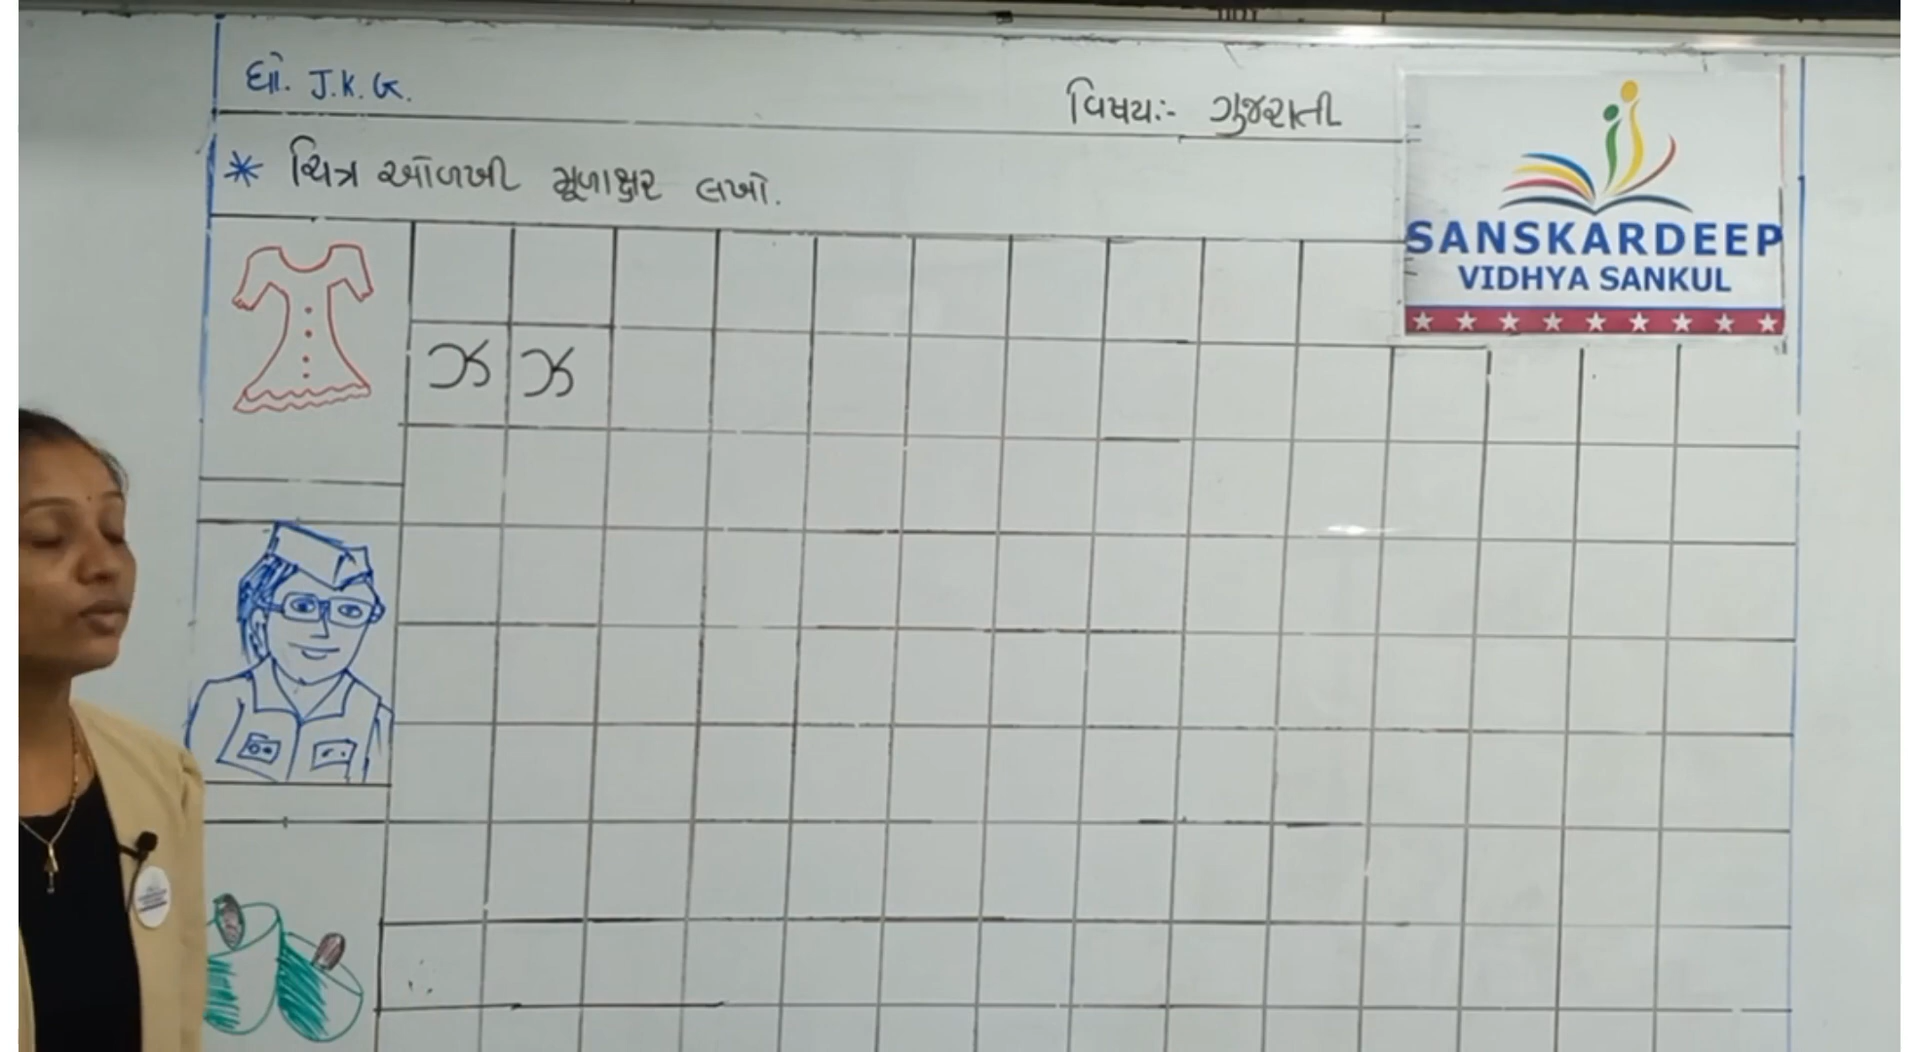 ધો. J.K.G.
વિષય:- ગુજરાતી
* ચિત્ર ઓળખી મૂળાક્ષર લખો.
SANSKARDEEP
VIDHYA SANKUL
ઝ ઝ